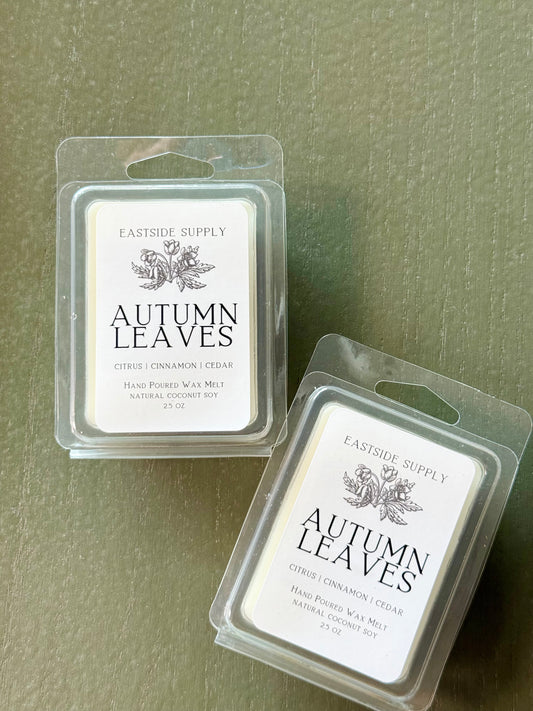 EASTSIDE SUPPLY
AUTUMN
LEAVES
CITRUS | CINNAMON | CEDAR
HAND POURED WAX MELT
NATURAL COCONUT SOY
2.5 OZ
EASTSIDE SUPPLY
AUTUMN
LEAVES
CITRUS | CINNAMON | CEDAR
HAND POURED WAX MELT
NATURAL COCONUT SOY
2.5 OZ